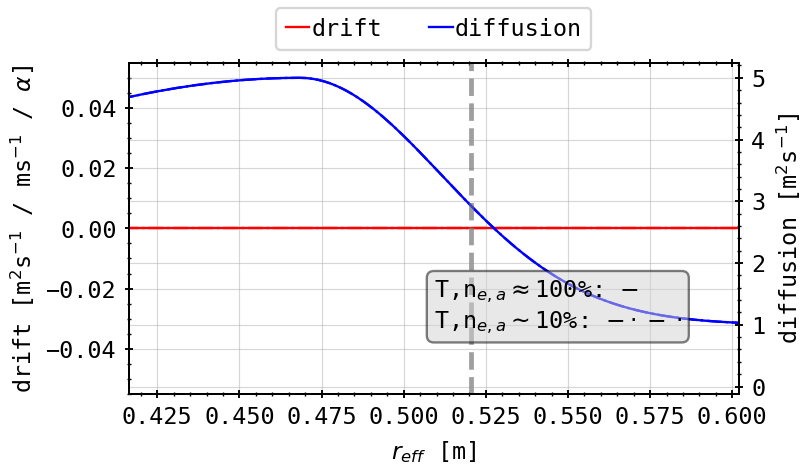 drift diffusion
drift [m²s⁻¹ / ms⁻¹ / α]
0.04
0.02
0.00
−0.02
−0.04
5
4
3
2
1
0
diffusion [m²s⁻¹]
T,nₑ,ₐ ≈ 100%: —
T,nₑ,ₐ ∼ 10%: — · — ·
0.425 0.450 0.475 0.500 0.525 0.550 0.575 0.600
r_eff [m]